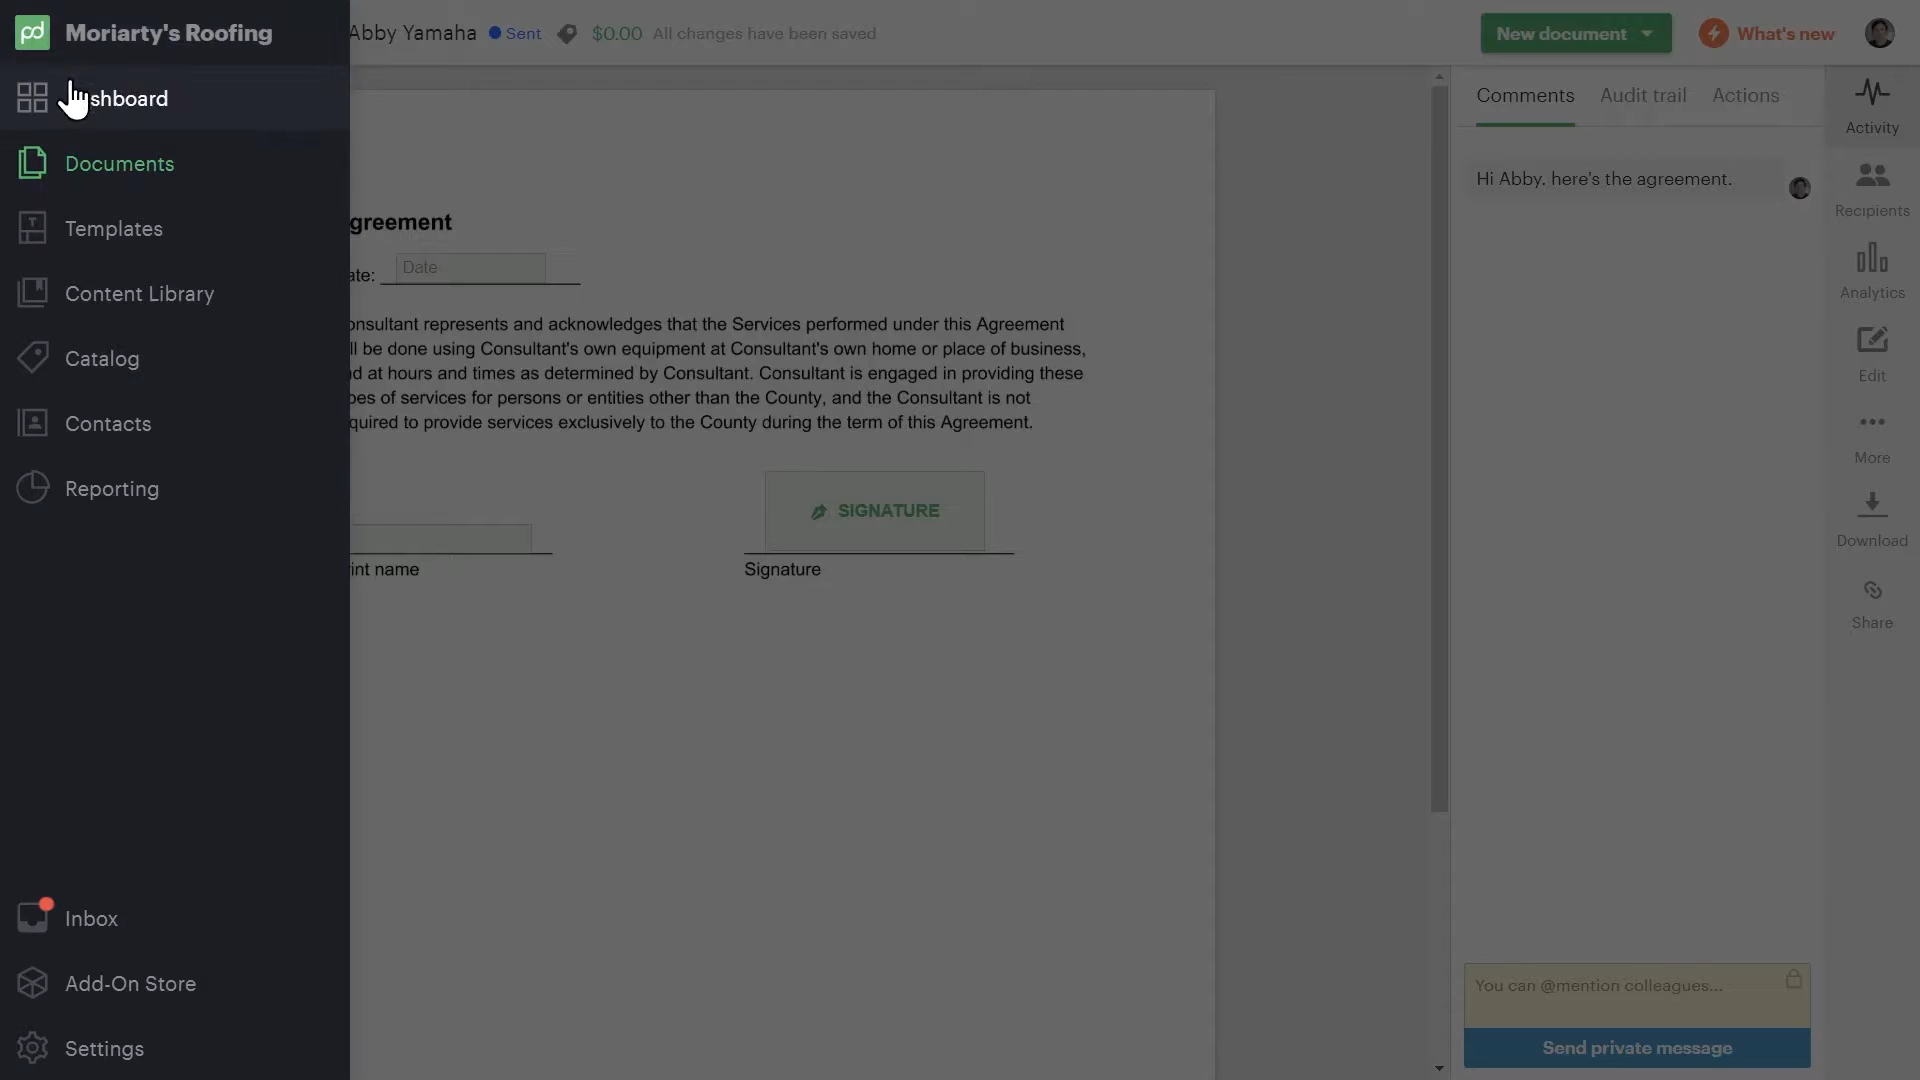 pd Moriarty's Roofing
Abby Yamaha Sent $0.00 All changes have been saved
New document What's new
shboard
Documents
Templates
Content Library
Catalog
Contacts
Reporting
Inbox
Add-On Store
Settings
greement
ate: Date
onsultant represents and acknowledges that the Services performed under this Agreement
ll be done using Consultant's own equipment at Consultant's own home or place of business,
nd at hours and times as determined by Consultant. Consultant is engaged in providing these
pes of services for persons or entities other than the County, and the Consultant is not
quired to provide services exclusively to the County during the term of this Agreement.
SIGNATURE
int name
Signature
Comments Audit trail Actions
Hi Abby. here's the agreement.
You can @mention colleagues...
Send private message
Activity
Recipients
Analytics
Edit
More
Download
Share